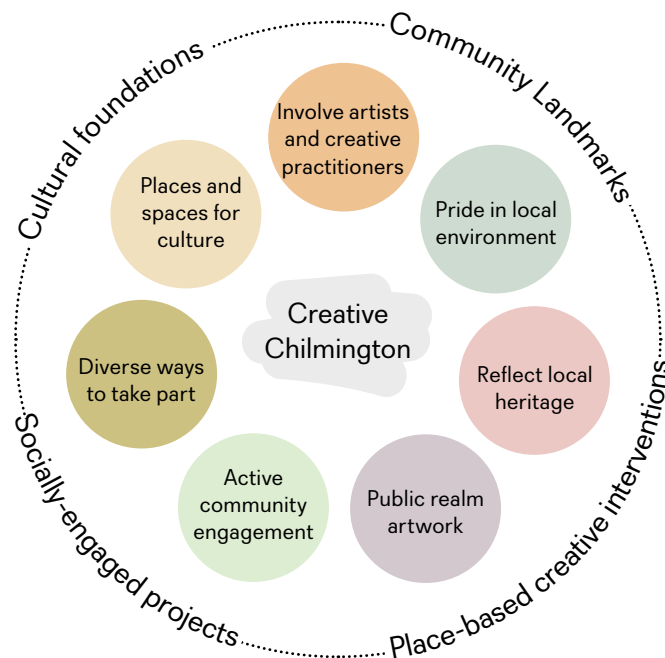 Cultural foundations
Community Landmarks
Involve artists
and creative
practitioners
Places and
spaces for
culture
Pride in local
environment
Creative
Chilmington
Diverse ways
to take part
Reflect local
heritage
Active
community
engagement
Public realm
artwork
Socially-engaged projects
Place-based creative interventions